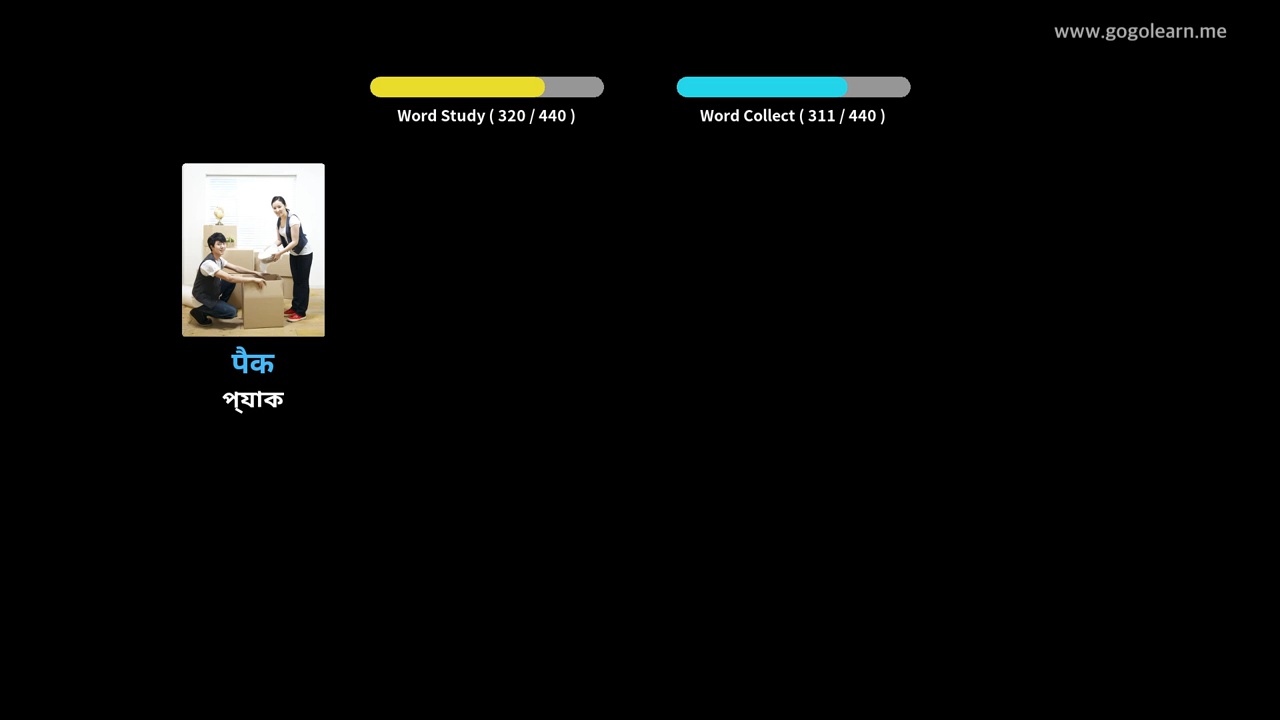 www.gogolearn.me
Word Study ( 320 / 440 )
Word Collect ( 311 / 440 )
पैक
প্যাক